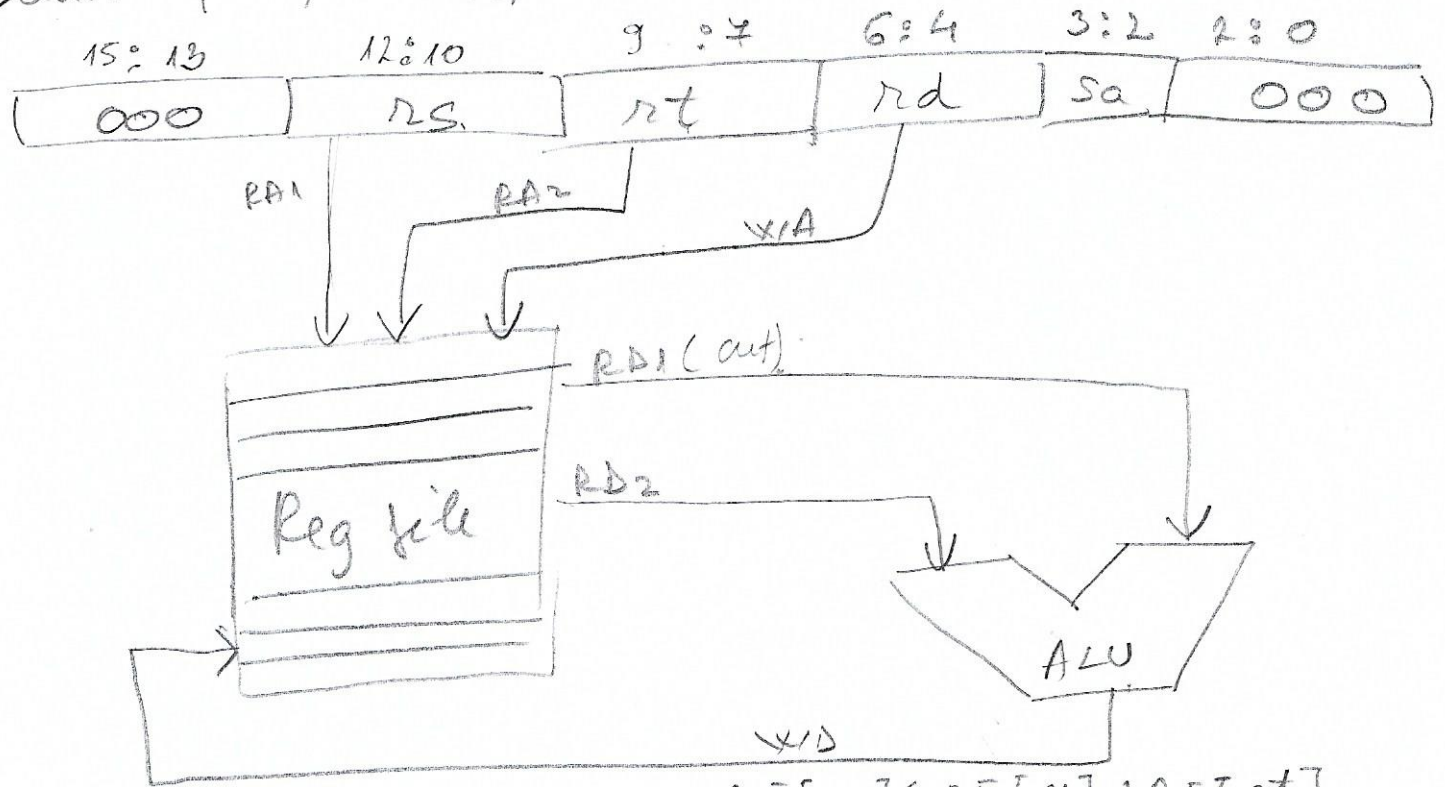 15:13 12:10 9 :7 6:4 3:2 2:0
000 rs. rt rd sa 000
RA1 RA2 WA
RD1 (out)
RD2
Reg file
ALU
WD